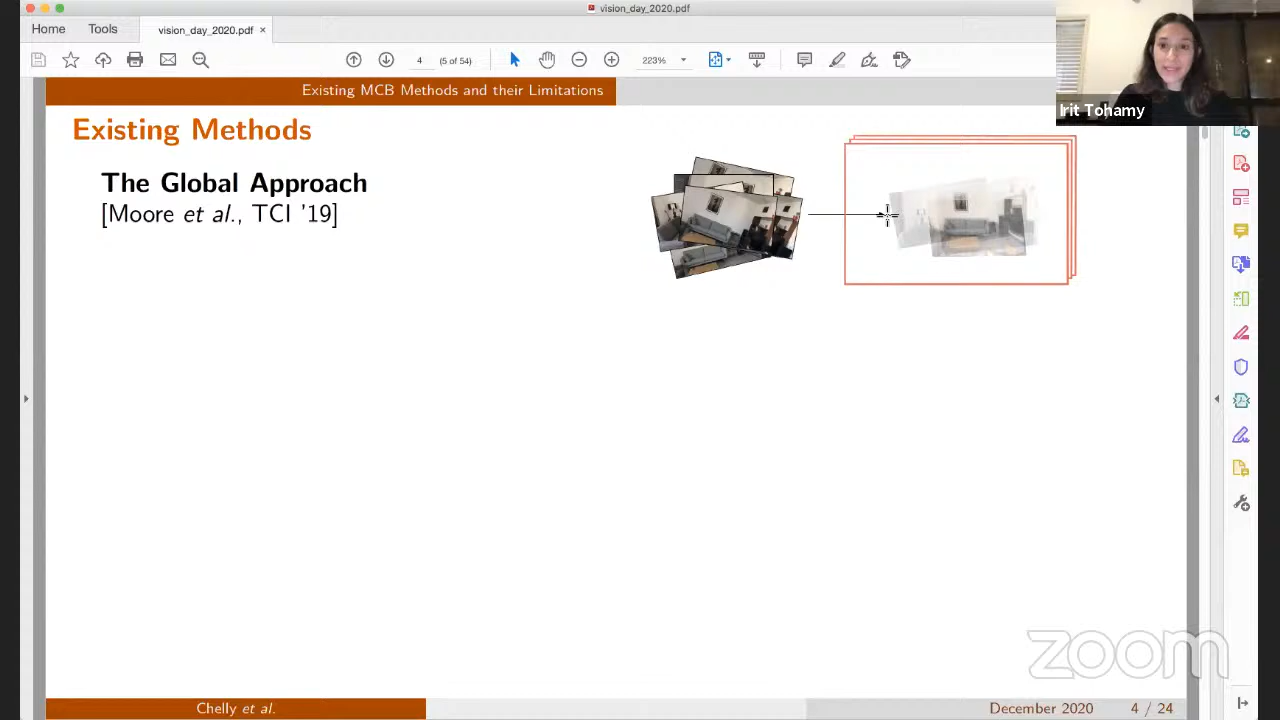 vision_day_2020.pdf
Home
Tools
vision_day_2020.pdf ×
4
(5 of 54)
223%
Irit Tohamy
Existing MCB Methods and their Limitations
Existing Methods
The Global Approach
[Moore et al., TCI '19]
zoom
Chelly et al.
December 2020
4 / 24